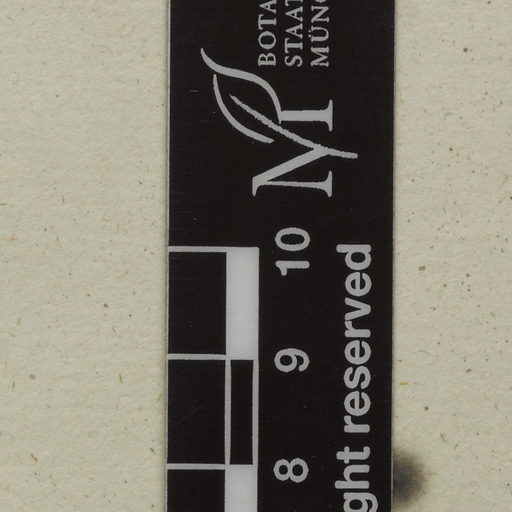 BOTA
STAAT
MÜNC
M
8 9 10
ght reserved